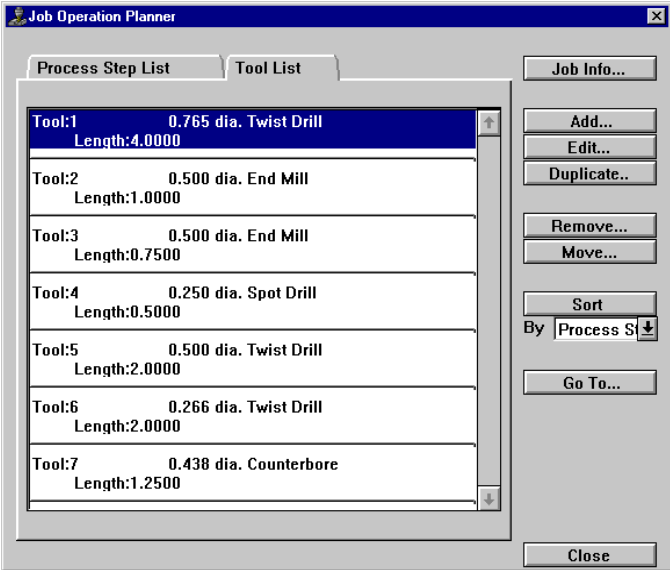 Job Operation Planner
Process Step List Tool List
Tool:1 0.765 dia. Twist Drill
Length:4.0000
Tool:2 0.500 dia. End Mill
Length:1.0000
Tool:3 0.500 dia. End Mill
Length:0.7500
Tool:4 0.250 dia. Spot Drill
Length:0.5000
Tool:5 0.500 dia. Twist Drill
Length:2.0000
Tool:6 0.266 dia. Twist Drill
Length:2.0000
Tool:7 0.438 dia. Counterbore
Length:1.2500
Job Info...
Add...
Edit...
Duplicate..
Remove...
Move...
Sort
By Process St
Go To...
Close